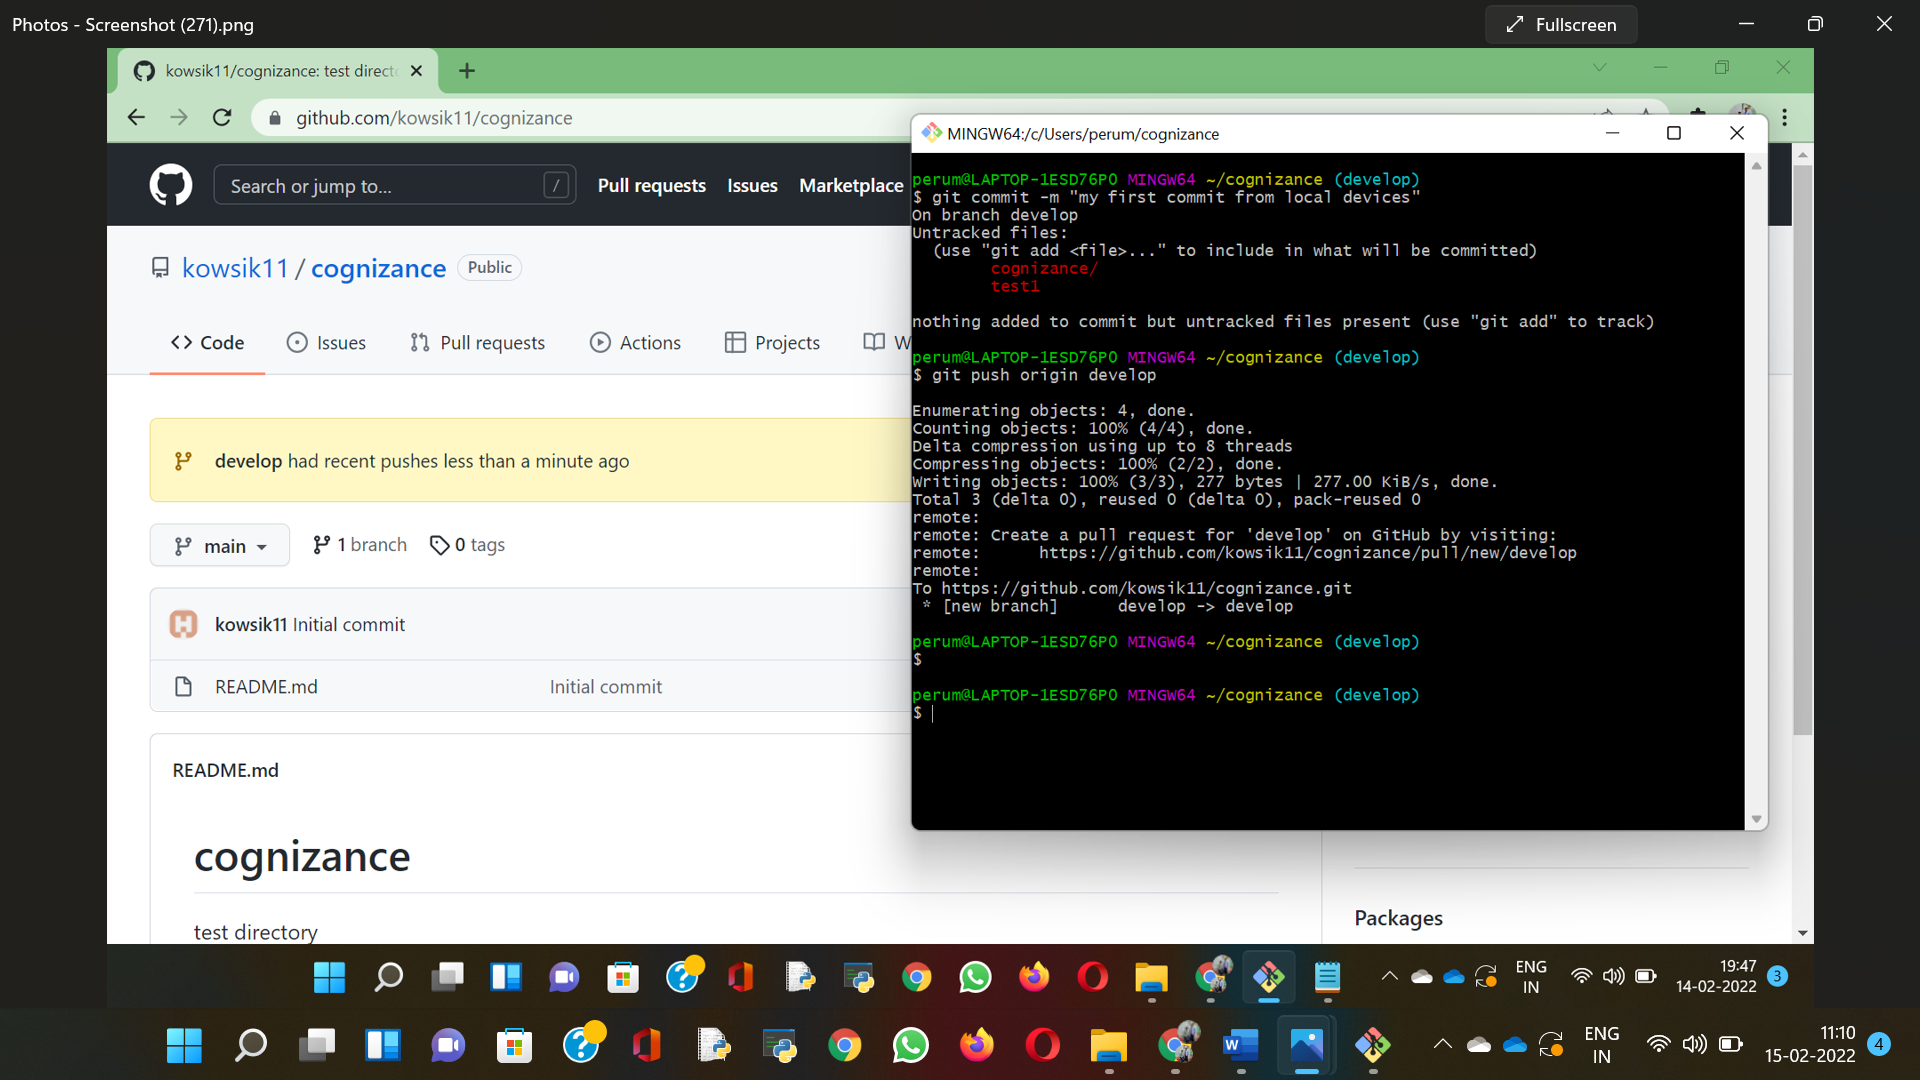 Photos - Screenshot (271).png
Fullscreen
kowsik11/cognizance: test direct
github.com/kowsik11/cognizance
Search or jump to...
/
Pull requests
Issues
Marketplace
kowsik11 / cognizance
Public
Code
Issues
Pull requests
Actions
Projects
W
develop had recent pushes less than a minute ago
main
1 branch
0 tags
kowsik11 Initial commit
README.md
Initial commit
README.md
cognizance
test directory
Packages
MINGW64:/c/Users/perum/cognizance
perum@LAPTOP-1ESD76P0 MINGW64 ~/cognizance (develop)
$ git commit -m "my first commit from local devices"
On branch develop
Untracked files:
(use "git add <file>..." to include in what will be committed)
cognizance/
test1
nothing added to commit but untracked files present (use "git add" to track)
perum@LAPTOP-1ESD76P0 MINGW64 ~/cognizance (develop)
$ git push origin develop
Enumerating objects: 4, done.
Counting objects: 100% (4/4), done.
Delta compression using up to 8 threads
Compressing objects: 100% (2/2), done.
Writing objects: 100% (3/3), 277 bytes | 277.00 KiB/s, done.
Total 3 (delta 0), reused 0 (delta 0), pack-reused 0
remote:
remote: Create a pull request for 'develop' on GitHub by visiting:
remote: https://github.com/kowsik11/cognizance/pull/new/develop
remote:
To https://github.com/kowsik11/cognizance.git
* [new branch] develop -> develop
perum@LAPTOP-1ESD76P0 MINGW64 ~/cognizance (develop)
$
perum@LAPTOP-1ESD76P0 MINGW64 ~/cognizance (develop)
$
ENG
IN
19:47
14-02-2022
3
ENG
IN
11:10
15-02-2022
4